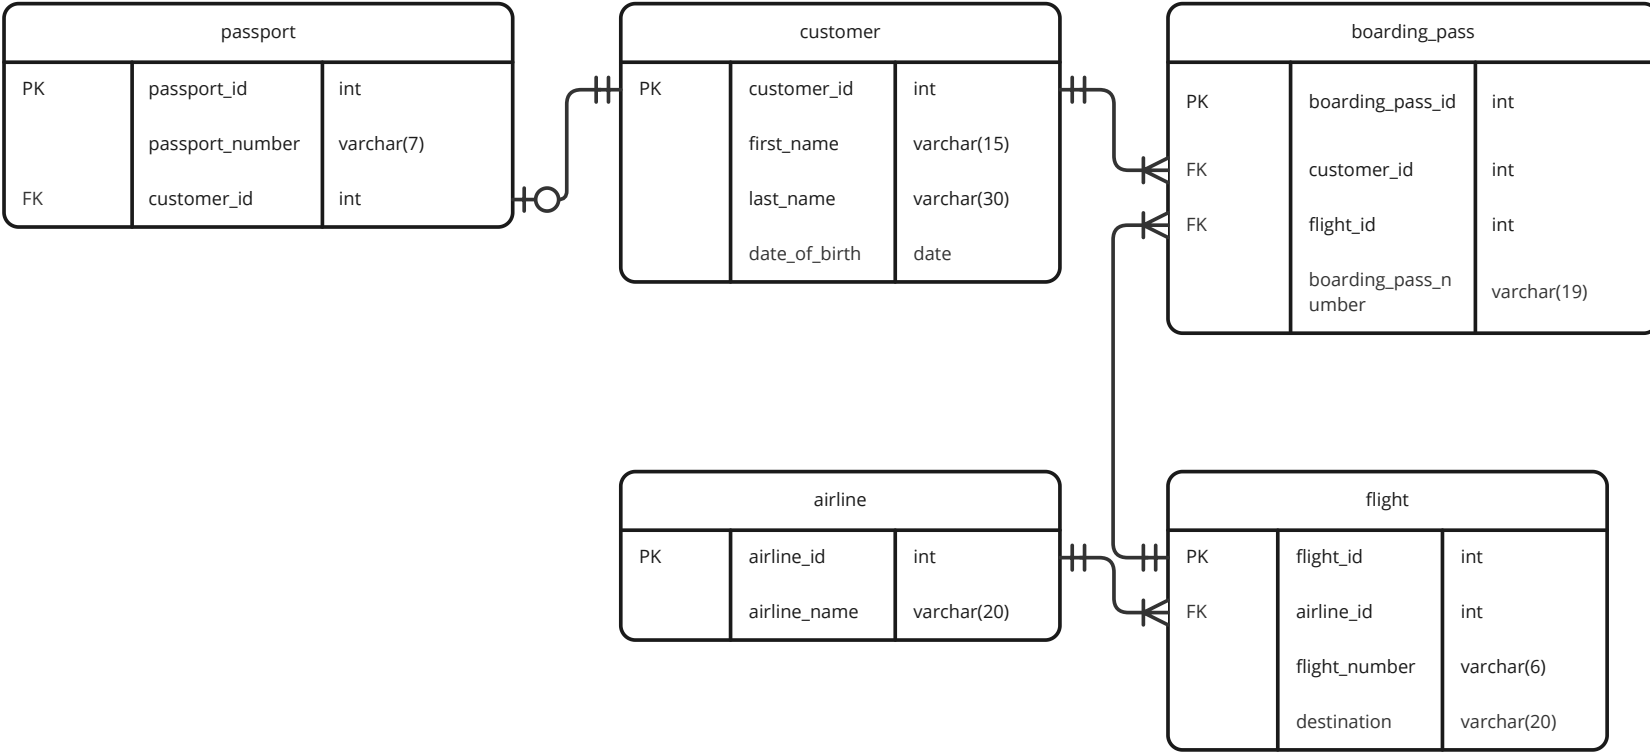 passport
PK passport_id int
passport_number varchar(7)
FK customer_id int
customer
PK customer_id int
first_name varchar(15)
last_name varchar(30)
date_of_birth date
boarding_pass
PK boarding_pass_id int
FK customer_id int
FK flight_id int
boarding_pass_n
umber varchar(19)
airline
PK airline_id int
airline_name varchar(20)
flight
PK flight_id int
FK airline_id int
flight_number varchar(6)
destination varchar(20)